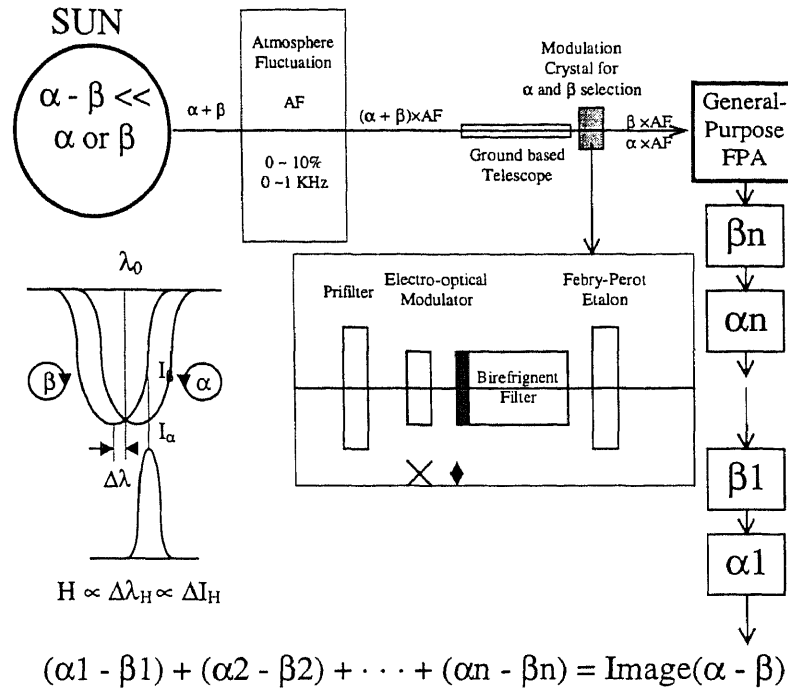 SUN
α - β <<
α or β
α + β
Atmosphere
Fluctuation
AF
0 ~ 10%
0 ~1 KHz
(α + β)×AF
Ground based
Telescope
Modulation
Crystal for
α and β selection
β ×AF
α ×AF
General-
Purpose
FPA
βn
αn
β1
α1
λ0
β
α
Iβ
Iα
Δλ
H ∝ ΔλH ∝ ΔIH
Prifilter
Electro-optical
Modulator
Birefrignent
Filter
Febry-Perot
Etalon
(α1 - β1) + (α2 - β2) + · · · · + (αn - βn) = Image(α - β)